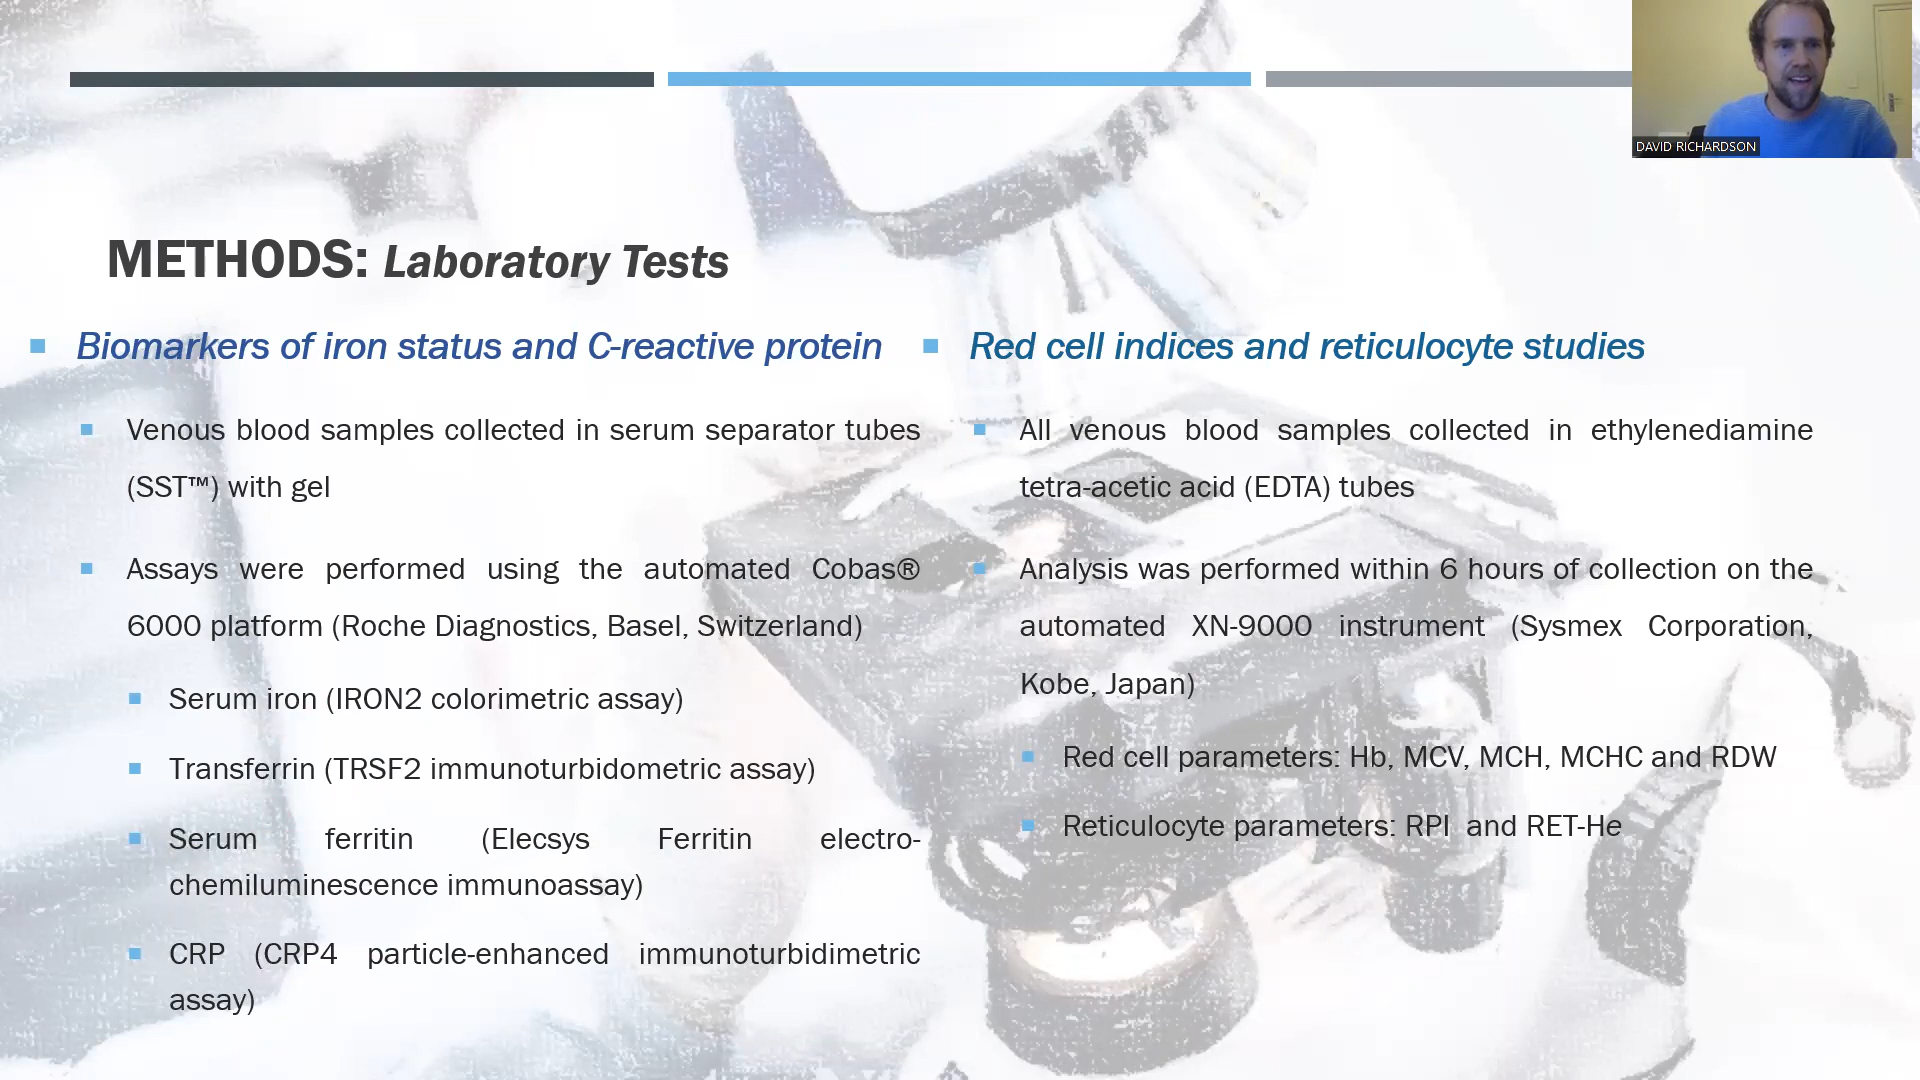 DAVID RICHARDSON
METHODS: Laboratory Tests
Biomarkers of iron status and C-reactive protein
Venous blood samples collected in serum separator tubes
(SST™) with gel
Assays were performed using the automated Cobas®
6000 platform (Roche Diagnostics, Basel, Switzerland)
Serum iron (IRON2 colorimetric assay)
Transferrin (TRSF2 immunoturbidometric assay)
Serum ferritin (Elecsys Ferritin electro-
chemiluminescence immunoassay)
CRP (CRP4 particle-enhanced immunoturbidimetric
assay)
Red cell indices and reticulocyte studies
All venous blood samples collected in ethylenediamine
tetra-acetic acid (EDTA) tubes
Analysis was performed within 6 hours of collection on the
automated XN-9000 instrument (Sysmex Corporation,
Kobe, Japan)
Red cell parameters: Hb, MCV, MCH, MCHC and RDW
Reticulocyte parameters: RPI and RET-He